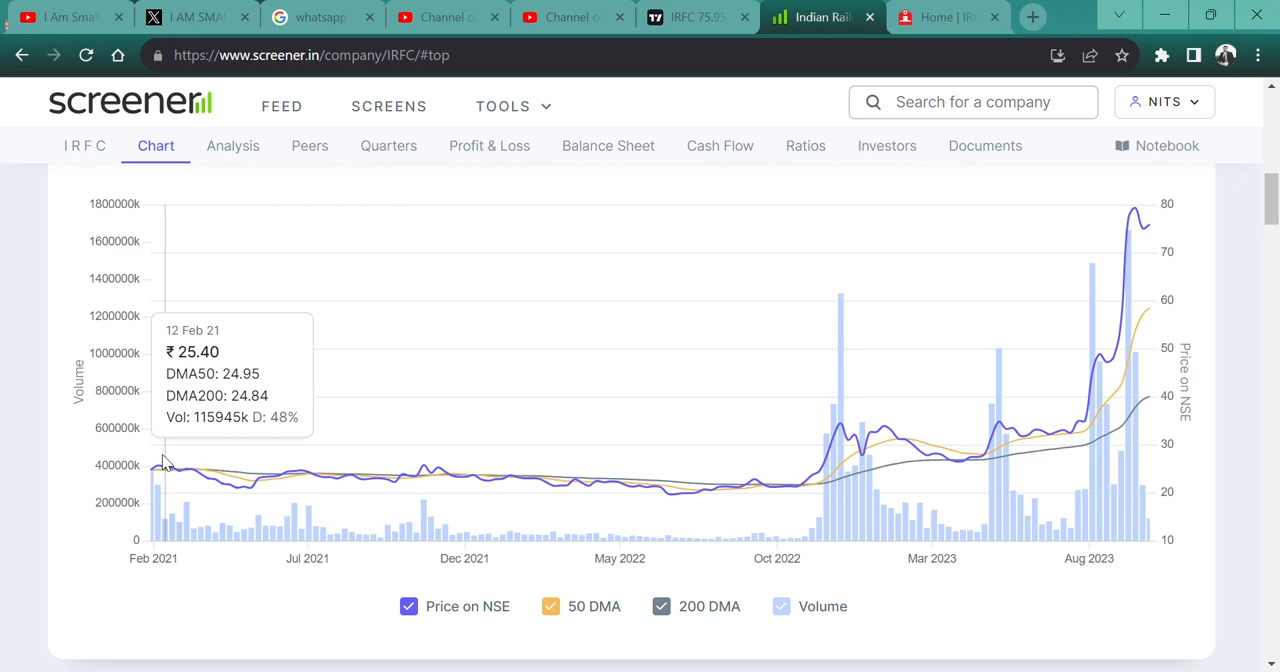 I Am Small
I AM SMAL
whatsapp
Channel co
Channel co
IRFC 75.95
Indian Rail
Home | IRF
https://www.screener.in/company/IRFC/#top
screener
FEED
SCREENS
TOOLS
Search for a company
NITS
IRFC
Chart
Analysis
Peers
Quarters
Profit & Loss
Balance Sheet
Cash Flow
Ratios
Investors
Documents
Notebook
1800000k
1600000k
1400000k
1200000k
1000000k
800000k
600000k
400000k
200000k
0
Volume
12 Feb 21
₹ 25.40
DMA50: 24.95
DMA200: 24.84
Vol: 115945k D: 48%
80
70
60
50
40
30
20
10
Price on NSE
Feb 2021
Jul 2021
Dec 2021
May 2022
Oct 2022
Mar 2023
Aug 2023
Price on NSE
50 DMA
200 DMA
Volume